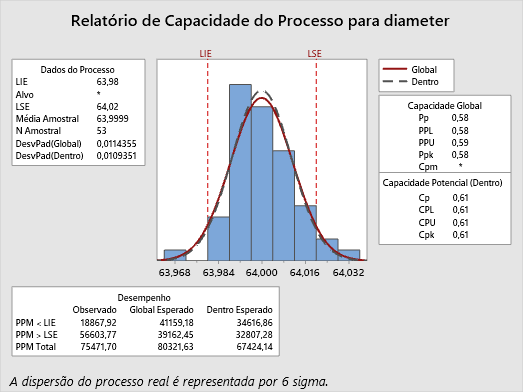 Relatório de Capacidade do Processo para diameter
LIE LSE
Dados do Processo
LIE 63,98
Alvo *
LSE 64,02
Média Amostral 63,9999
N Amostral 53
DesvPad(Global) 0,0114355
DesvPad(Dentro) 0,0109351
Global
Dentro
Capacidade Global
Pp 0,58
PPL 0,58
PPU 0,59
Ppk 0,58
Cpm *
Capacidade Potencial (Dentro)
Cp 0,61
CPL 0,61
CPU 0,61
Cpk 0,61
63,968 63,984 64,000 64,016 64,032
Desempenho
Observado Global Esperado Dentro Esperado
PPM < LIE 18867,92 41159,18 34616,86
PPM > LSE 56603,77 39162,45 32807,28
PPM Total 75471,70 80321,63 67424,14
A dispersão do processo real é representada por 6 sigma.